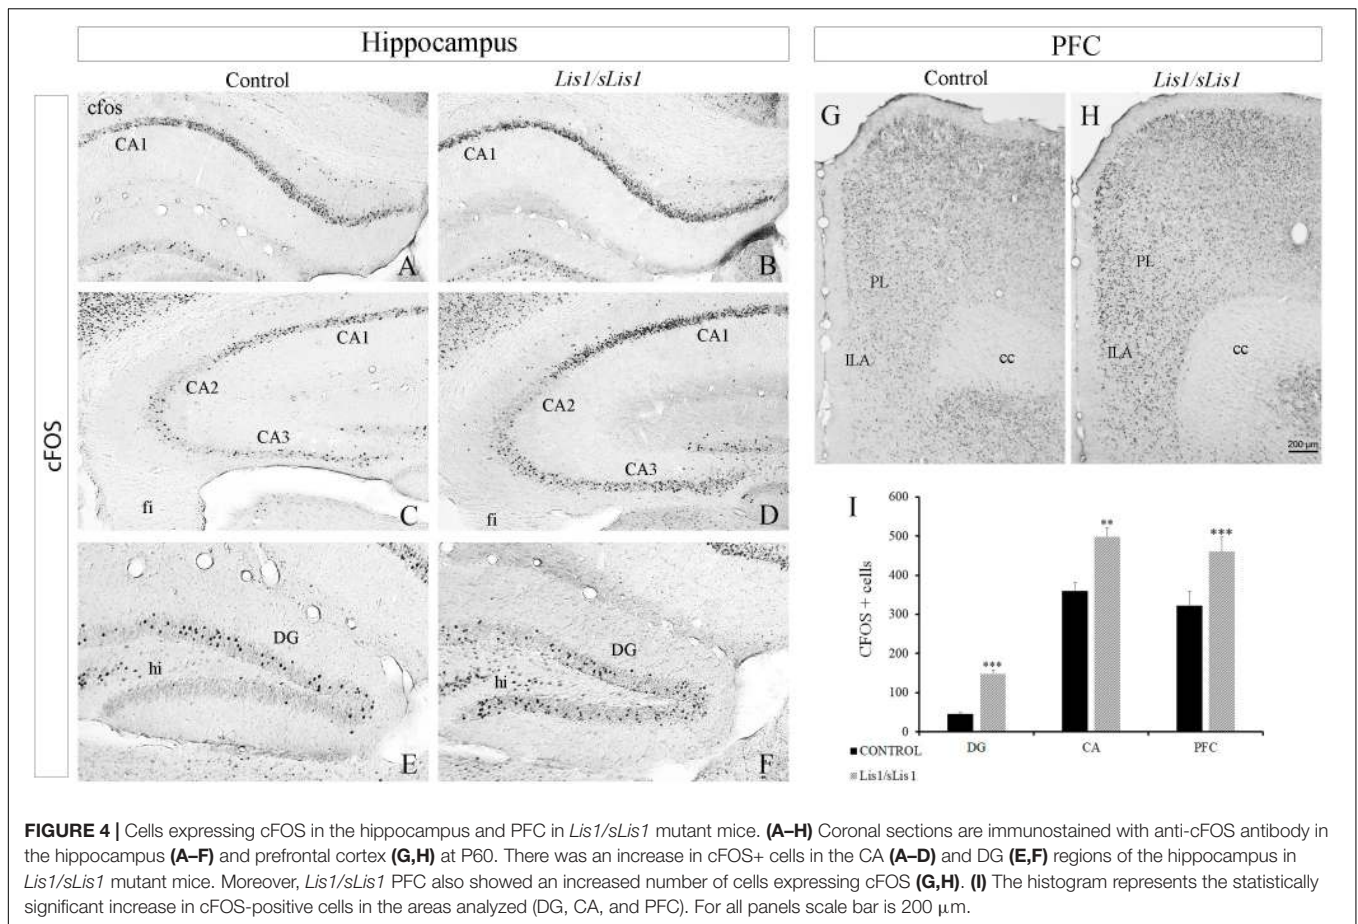 Hippocampus
PFC
Control
Lis1/sLis1
Control
Lis1/sLis1
cFOS
cfos
CA1
A
CA1
B
CA1
CA2
CA3
fi
C
CA1
CA2
CA3
fi
D
DG
hi
E
DG
hi
F
G
PL
ILA
cc
H
PL
ILA
cc
200 µm
I
CFOS + cells
600
500
400
300
200
100
0
***
**
***
DG
CA
PFC
CONTROL
Lis1/sLis1
FIGURE 4 | Cells expressing cFOS in the hippocampus and PFC in Lis1/sLis1 mutant mice. (A–H) Coronal sections are immunostained with anti-cFOS antibody in
the hippocampus (A–F) and prefrontal cortex (G,H) at P60. There was an increase in cFOS+ cells in the CA (A–D) and DG (E,F) regions of the hippocampus in
Lis1/sLis1 mutant mice. Moreover, Lis1/sLis1 PFC also showed an increased number of cells expressing cFOS (G,H). (I) The histogram represents the statistically
significant increase in cFOS-positive cells in the areas analyzed (DG, CA, and PFC). For all panels scale bar is 200 µm.